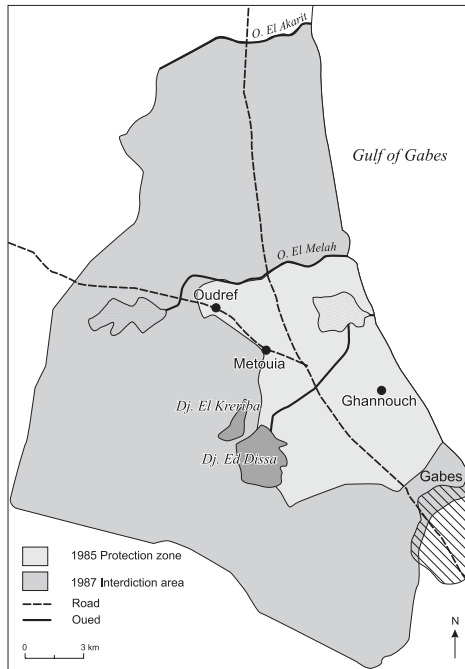 O. El Akarit
Gulf of Gabes
O. El Melah
Oudref
Metouia
Dj. El Kreriba
Ghannouch
Dj. Ed Dissa
Gabes
1985 Protection zone
1987 Interdiction area
Road
Oued
0 3 km
N